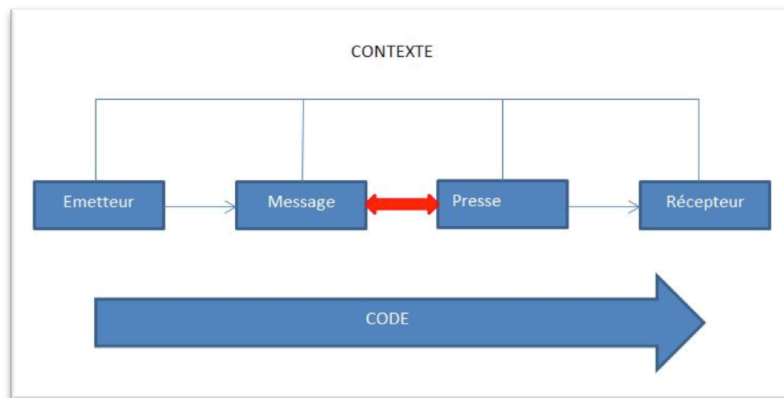 CONTEXTE
Emetteur
Message
Presse
Récepteur
CODE